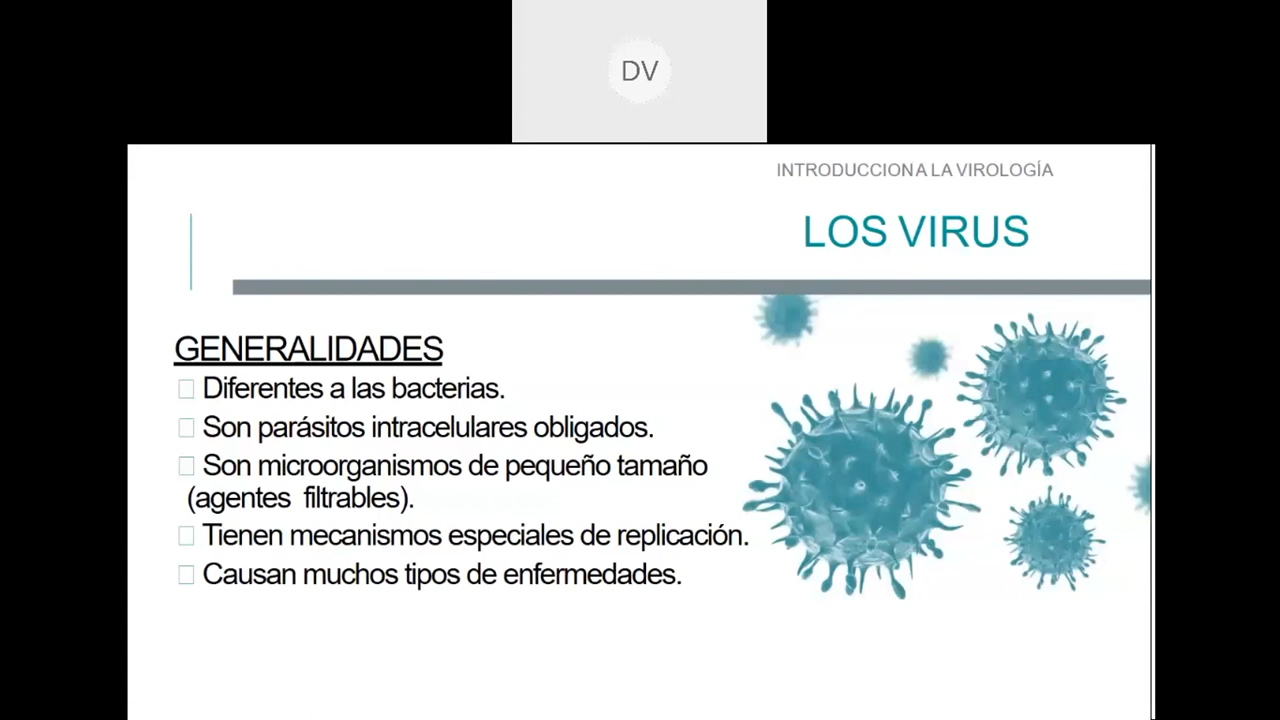 DV
INTRODUCCION A LA VIROLOGÍA
LOS VIRUS
GENERALIDADES
Diferentes a las bacterias.
Son parásitos intracelulares obligados.
Son microorganismos de pequeño tamaño
(agentes filtrables).
Tienen mecanismos especiales de replicación.
Causan muchos tipos de enfermedades.